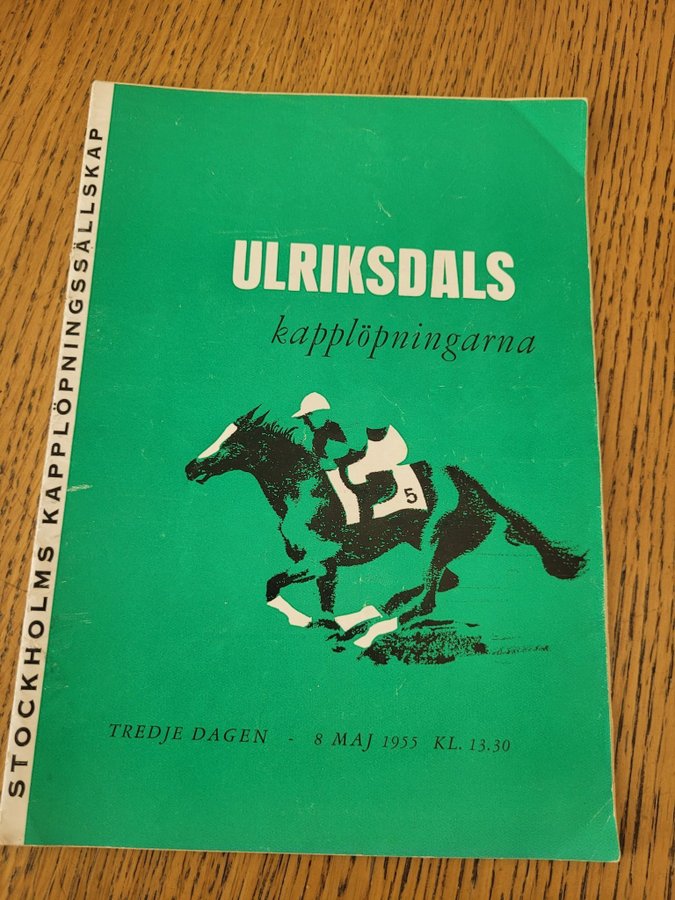 STOCKHOLMS KAPPLÖPNINGSSÄLLSKAP
ULRIKSDALS
kapplöpningarna
5
TREDJE DAGEN - 8 MAJ 1955 KL. 13.30